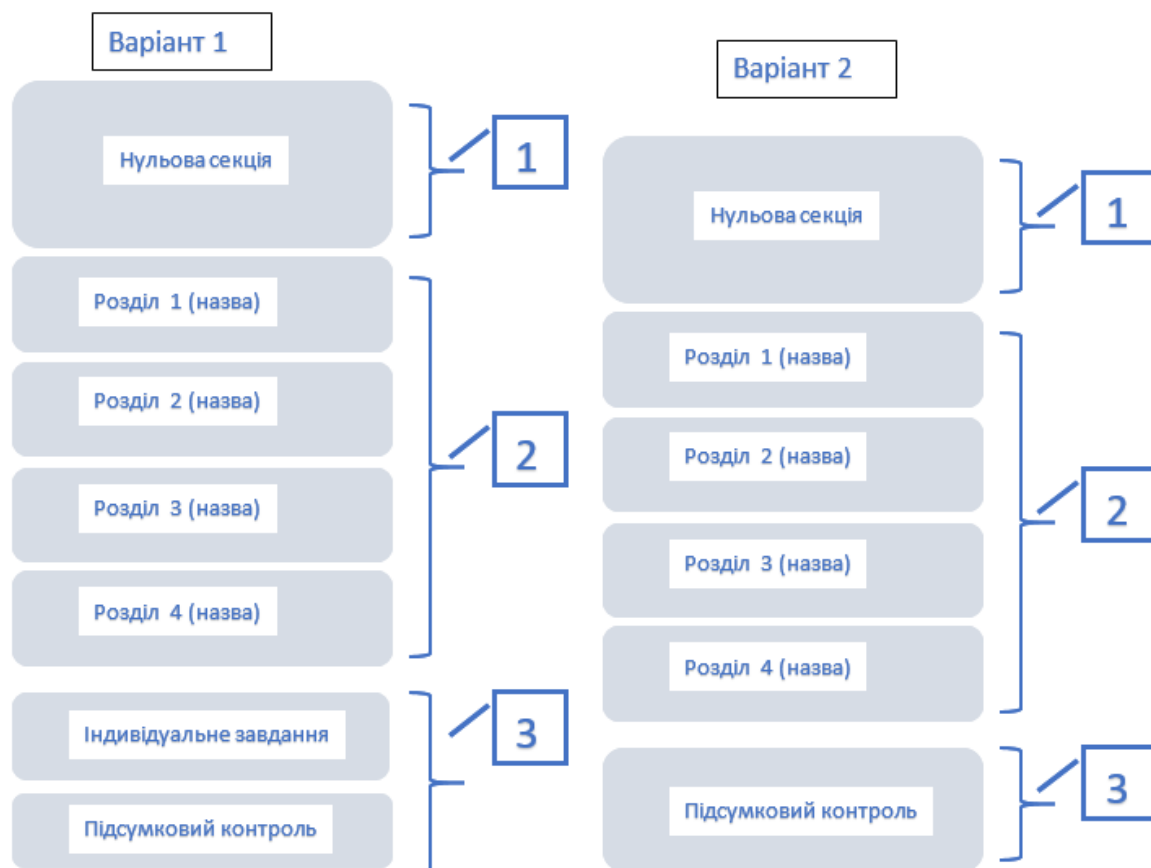 Варіант 1
Нульова секція
1
Розділ 1 (назва)
Розділ 2 (назва)
Розділ 3 (назва)
Розділ 4 (назва)
2
Індивідуальне завдання
Підсумковий контроль
3
Варіант 2
Нульова секція
1
Розділ 1 (назва)
Розділ 2 (назва)
Розділ 3 (назва)
Розділ 4 (назва)
2
Підсумковий контроль
3